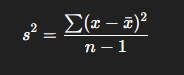 s² = ∑(x − x̄)² / (n − 1)